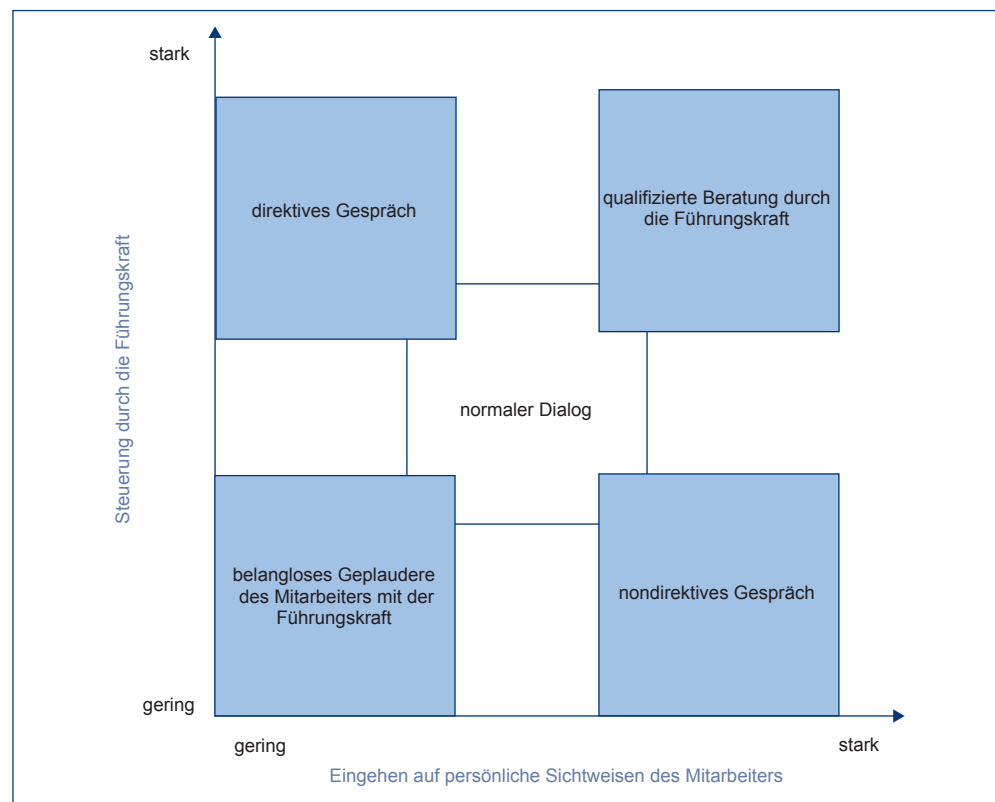 stark
direktives Gespräch
qualifizierte Beratung durch
die Führungskraft
Steuerung durch die Führungskraft
normaler Dialog
belangloses Geplaudere
des Mitarbeiters mit der
Führungskraft
nondirektives Gespräch
gering
gering
stark
Eingehen auf persönliche Sichtweisen des Mitarbeiters